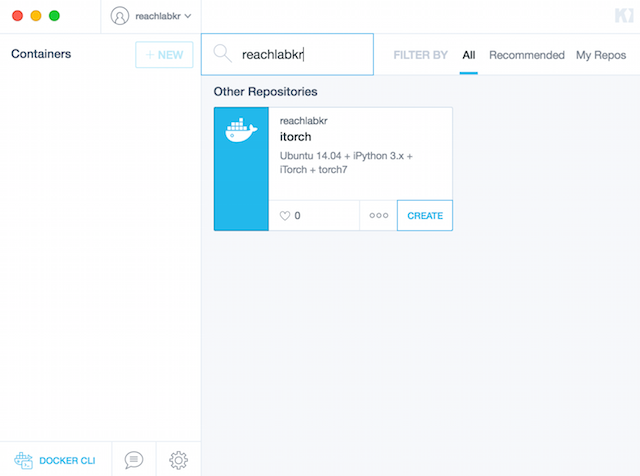 reachlabkr
KI
Containers
+ NEW
reachlabkr
FILTER BY
All
Recommended
My Repos
Other Repositories
reachlabkr
itorch
Ubuntu 14.04 + iPython 3.x +
iTorch + torch7
0
CREATE
DOCKER CLI